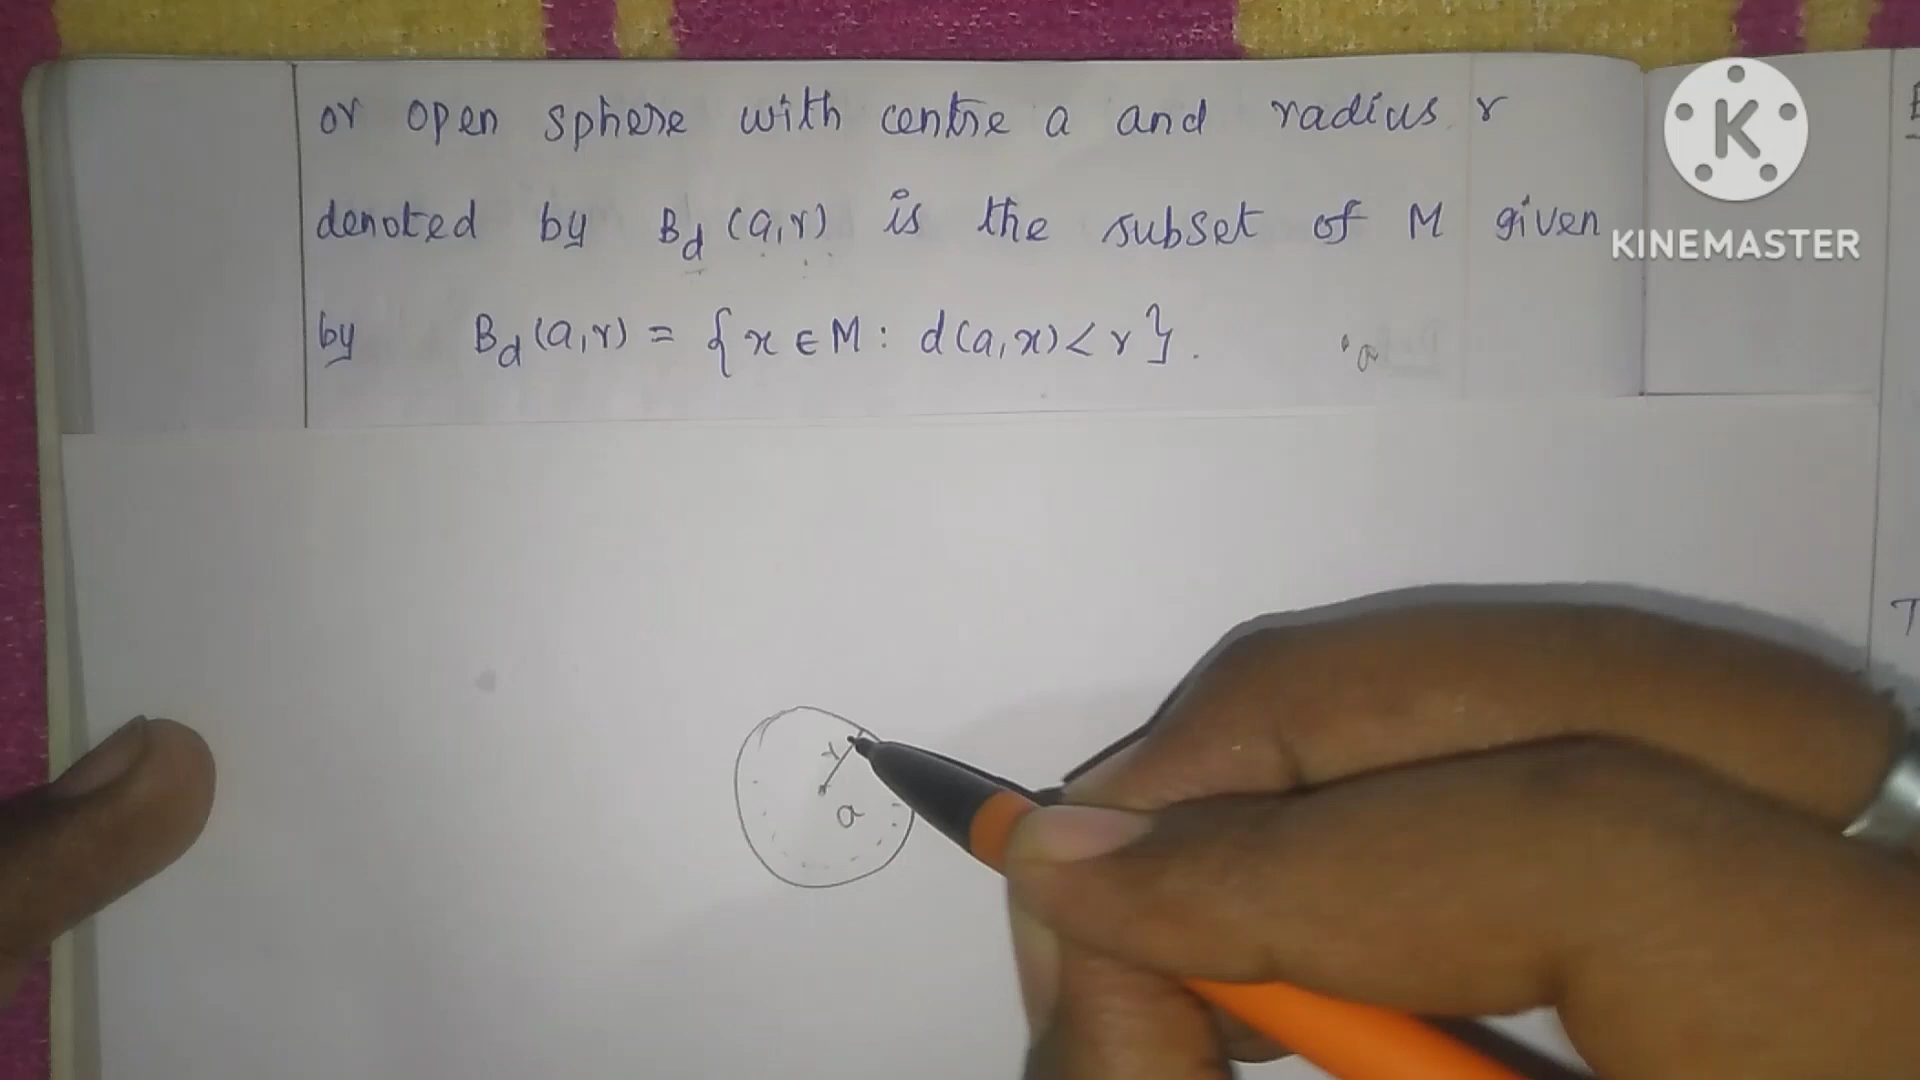 or open sphere with centre a and radius r
denoted by B_d (a,r) is the subset of M given
by B_d (a,r) = { x ∈ M : d(a,x) < r }.
a
K
KINEMASTER
r
a